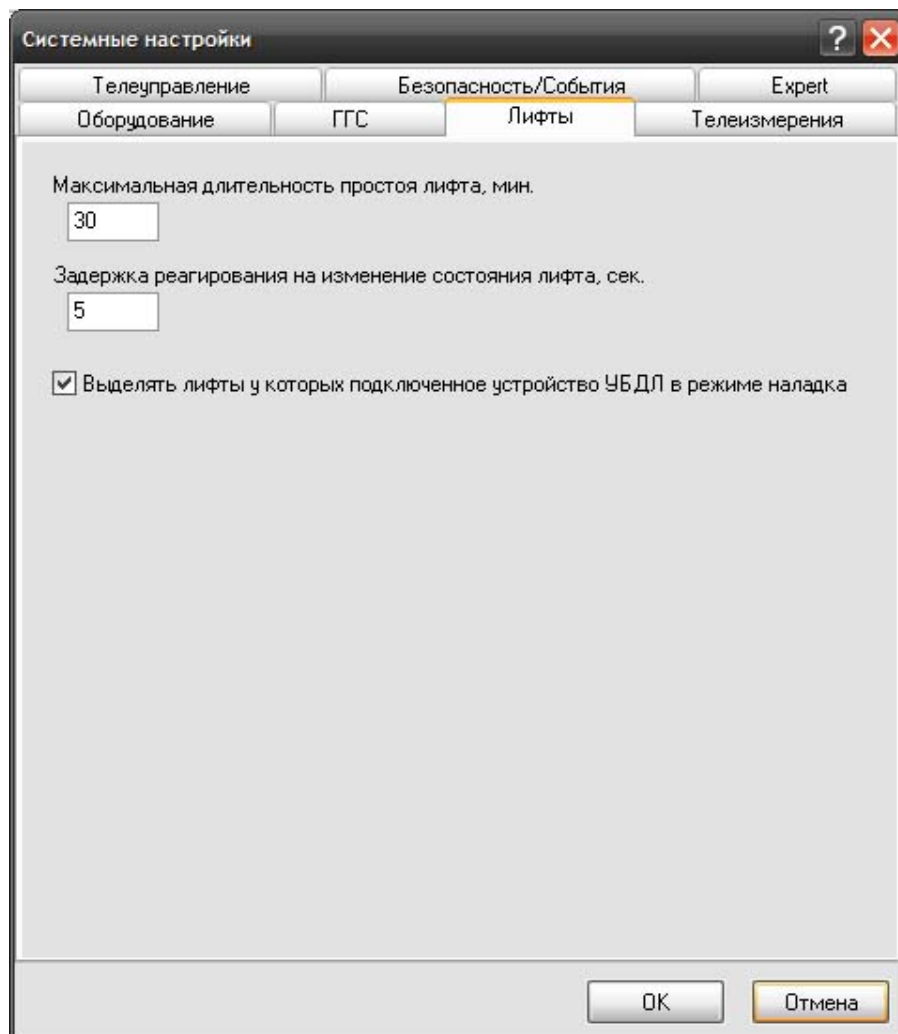 Системные настройки
Телеуправление Безопасность/События Expert
Оборудование ГГС Лифты Телеизмерения
Максимальная длительность простоя лифта, мин.
30
Задержка реагирования на изменение состояния лифта, сек.
5
Выделять лифты у которых подключенное устройство УБДЛ в режиме наладка
OK Отмена